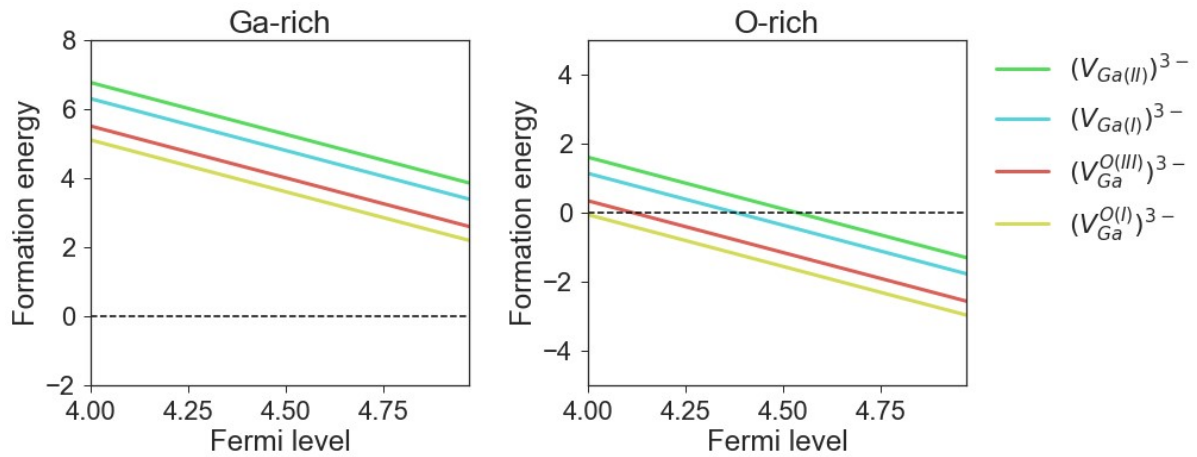 Ga-rich
Formation energy
8
6
4
2
0
−2
4.00 4.25 4.50 4.75
Fermi level
O-rich
Formation energy
4
2
0
−2
−4
4.00 4.25 4.50 4.75
Fermi level
$(V_{Ga(II)})^{3-}$
$(V_{Ga(I)})^{3-}$
$(V_{Ga}^{O(III)})^{3-}$
$(V_{Ga}^{O(I)})^{3-}$